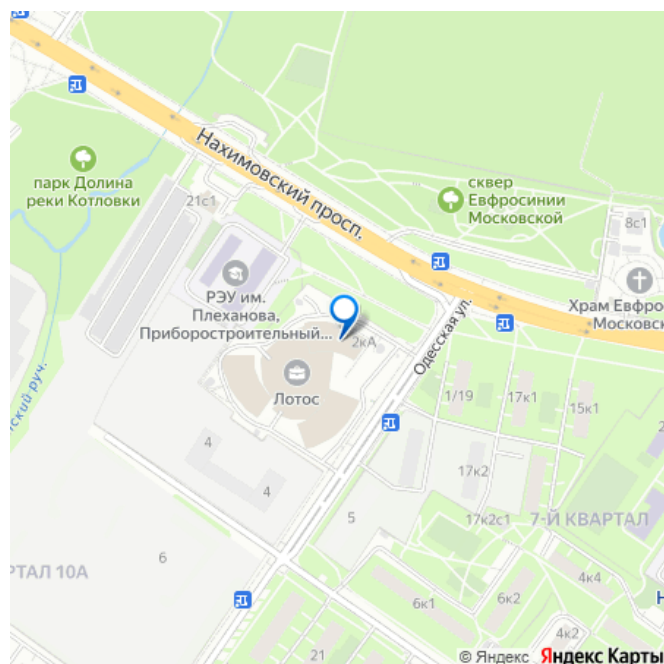 Нахимовский просп.
парк Долина
реки Котловки
21с1
сквер
Евфросинии
Московской
8с1
РЭУ им.
Плеханова,
Приборостроительный...
Храм Евфро
Московск
2кА
Одесская ул.
Лотос
1/19
17к1
15к1
4
4
17к2
5
17к2с1
7-Й КВАРТАЛ
6
РТАЛ 10А
4к4
6к2
6к1
Н
4к2
21
© Яндекс Яндекс Карты